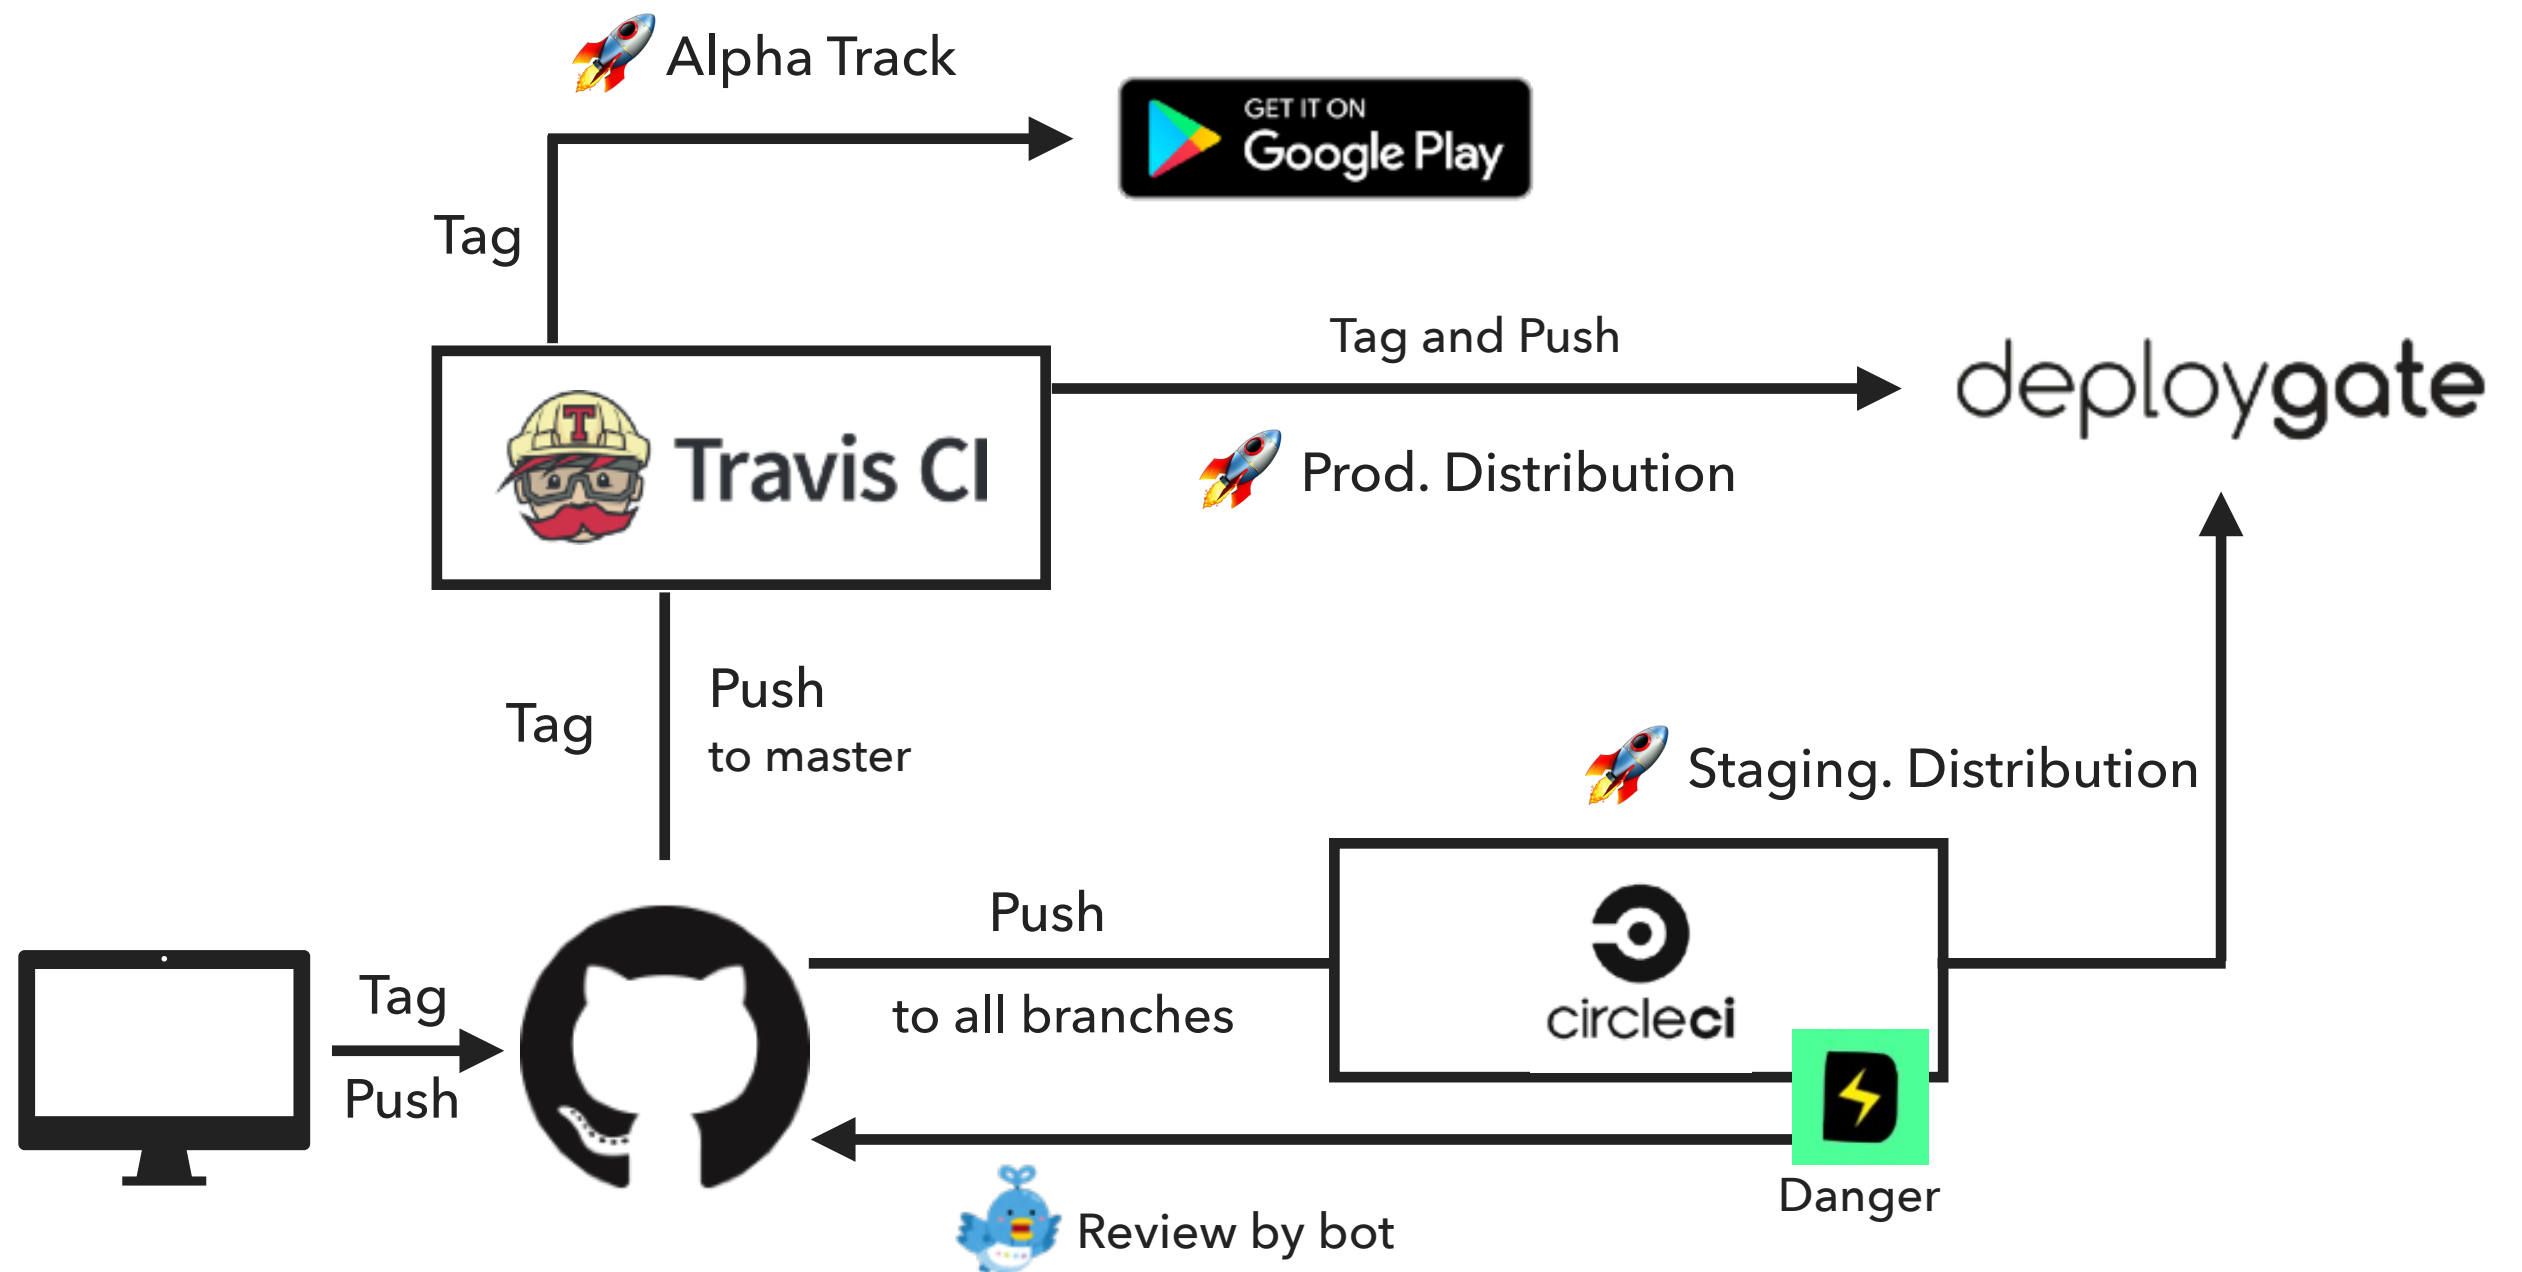 Alpha Track
GET IT ON
Google Play
Tag
Tag and Push
deploygate
T
Travis CI
Prod. Distribution
Push
to master
Tag
Staging. Distribution
Push
to all branches
circleci
Tag
Push
Danger
Review by bot